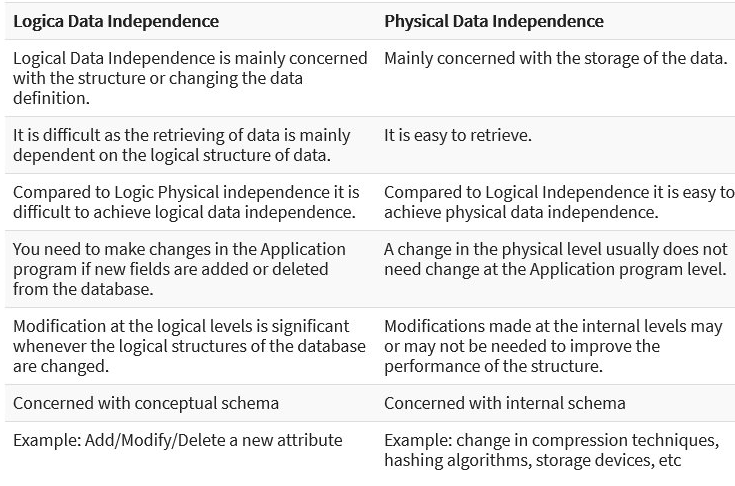 Logica Data Independence
Physical Data Independence
Logical Data Independence is mainly concerned
with the structure or changing the data
definition.
Mainly concerned with the storage of the data.
It is difficult as the retrieving of data is mainly
dependent on the logical structure of data.
It is easy to retrieve.
Compared to Logic Physical independence it is
difficult to achieve logical data independence.
Compared to Logical Independence it is easy to
achieve physical data independence.
You need to make changes in the Application
program if new fields are added or deleted
from the database.
A change in the physical level usually does not
need change at the Application program level.
Modification at the logical levels is significant
whenever the logical structures of the database
are changed.
Modifications made at the internal levels may
or may not be needed to improve the
performance of the structure.
Concerned with conceptual schema
Concerned with internal schema
Example: Add/Modify/Delete a new attribute
Example: change in compression techniques,
hashing algorithms, storage devices, etc